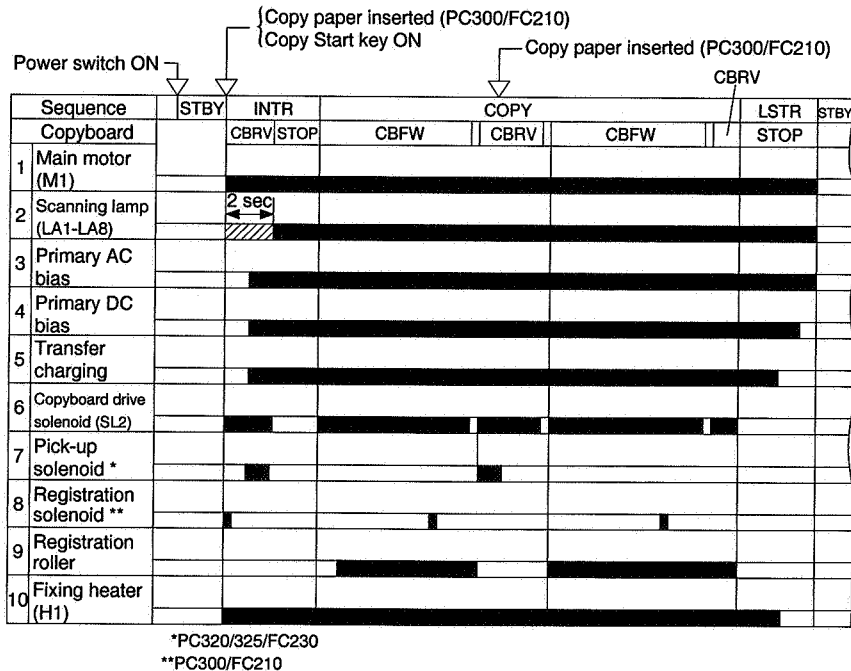 {Copy paper inserted (PC300/FC210)
{Copy Start key ON
Power switch ON
Copy paper inserted (PC300/FC210)
CBRV
Sequence STBY INTR COPY LSTR STBY
Copyboard CBRV STOP CBFW CBRV CBFW STOP
1 Main motor
(M1)
2 sec
2 Scanning lamp
(LA1-LA8)
3 Primary AC
bias
4 Primary DC
bias
5 Transfer
charging
6 Copyboard drive
solenoid (SL2)
7 Pick-up
solenoid *
8 Registration
solenoid **
9 Registration
roller
10 Fixing heater
(H1)
*PC320/325/FC230
**PC300/FC210